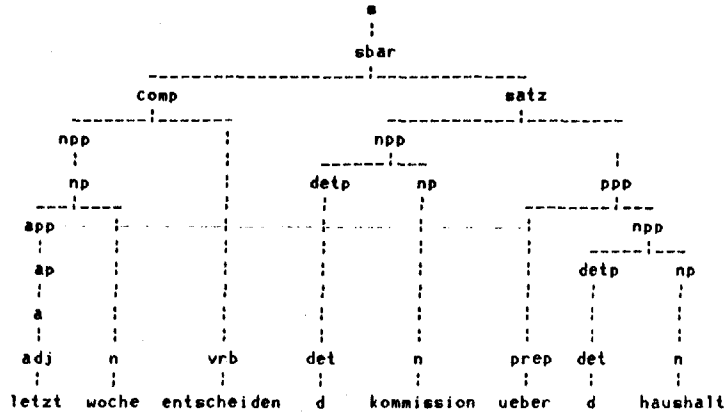 s
sbar
comp satz
npp npp
np detp np ppp
app npp
ap detp np
a
adj n vrb det n prep det n
letzt woche entscheiden d kommission ueber d haushalt